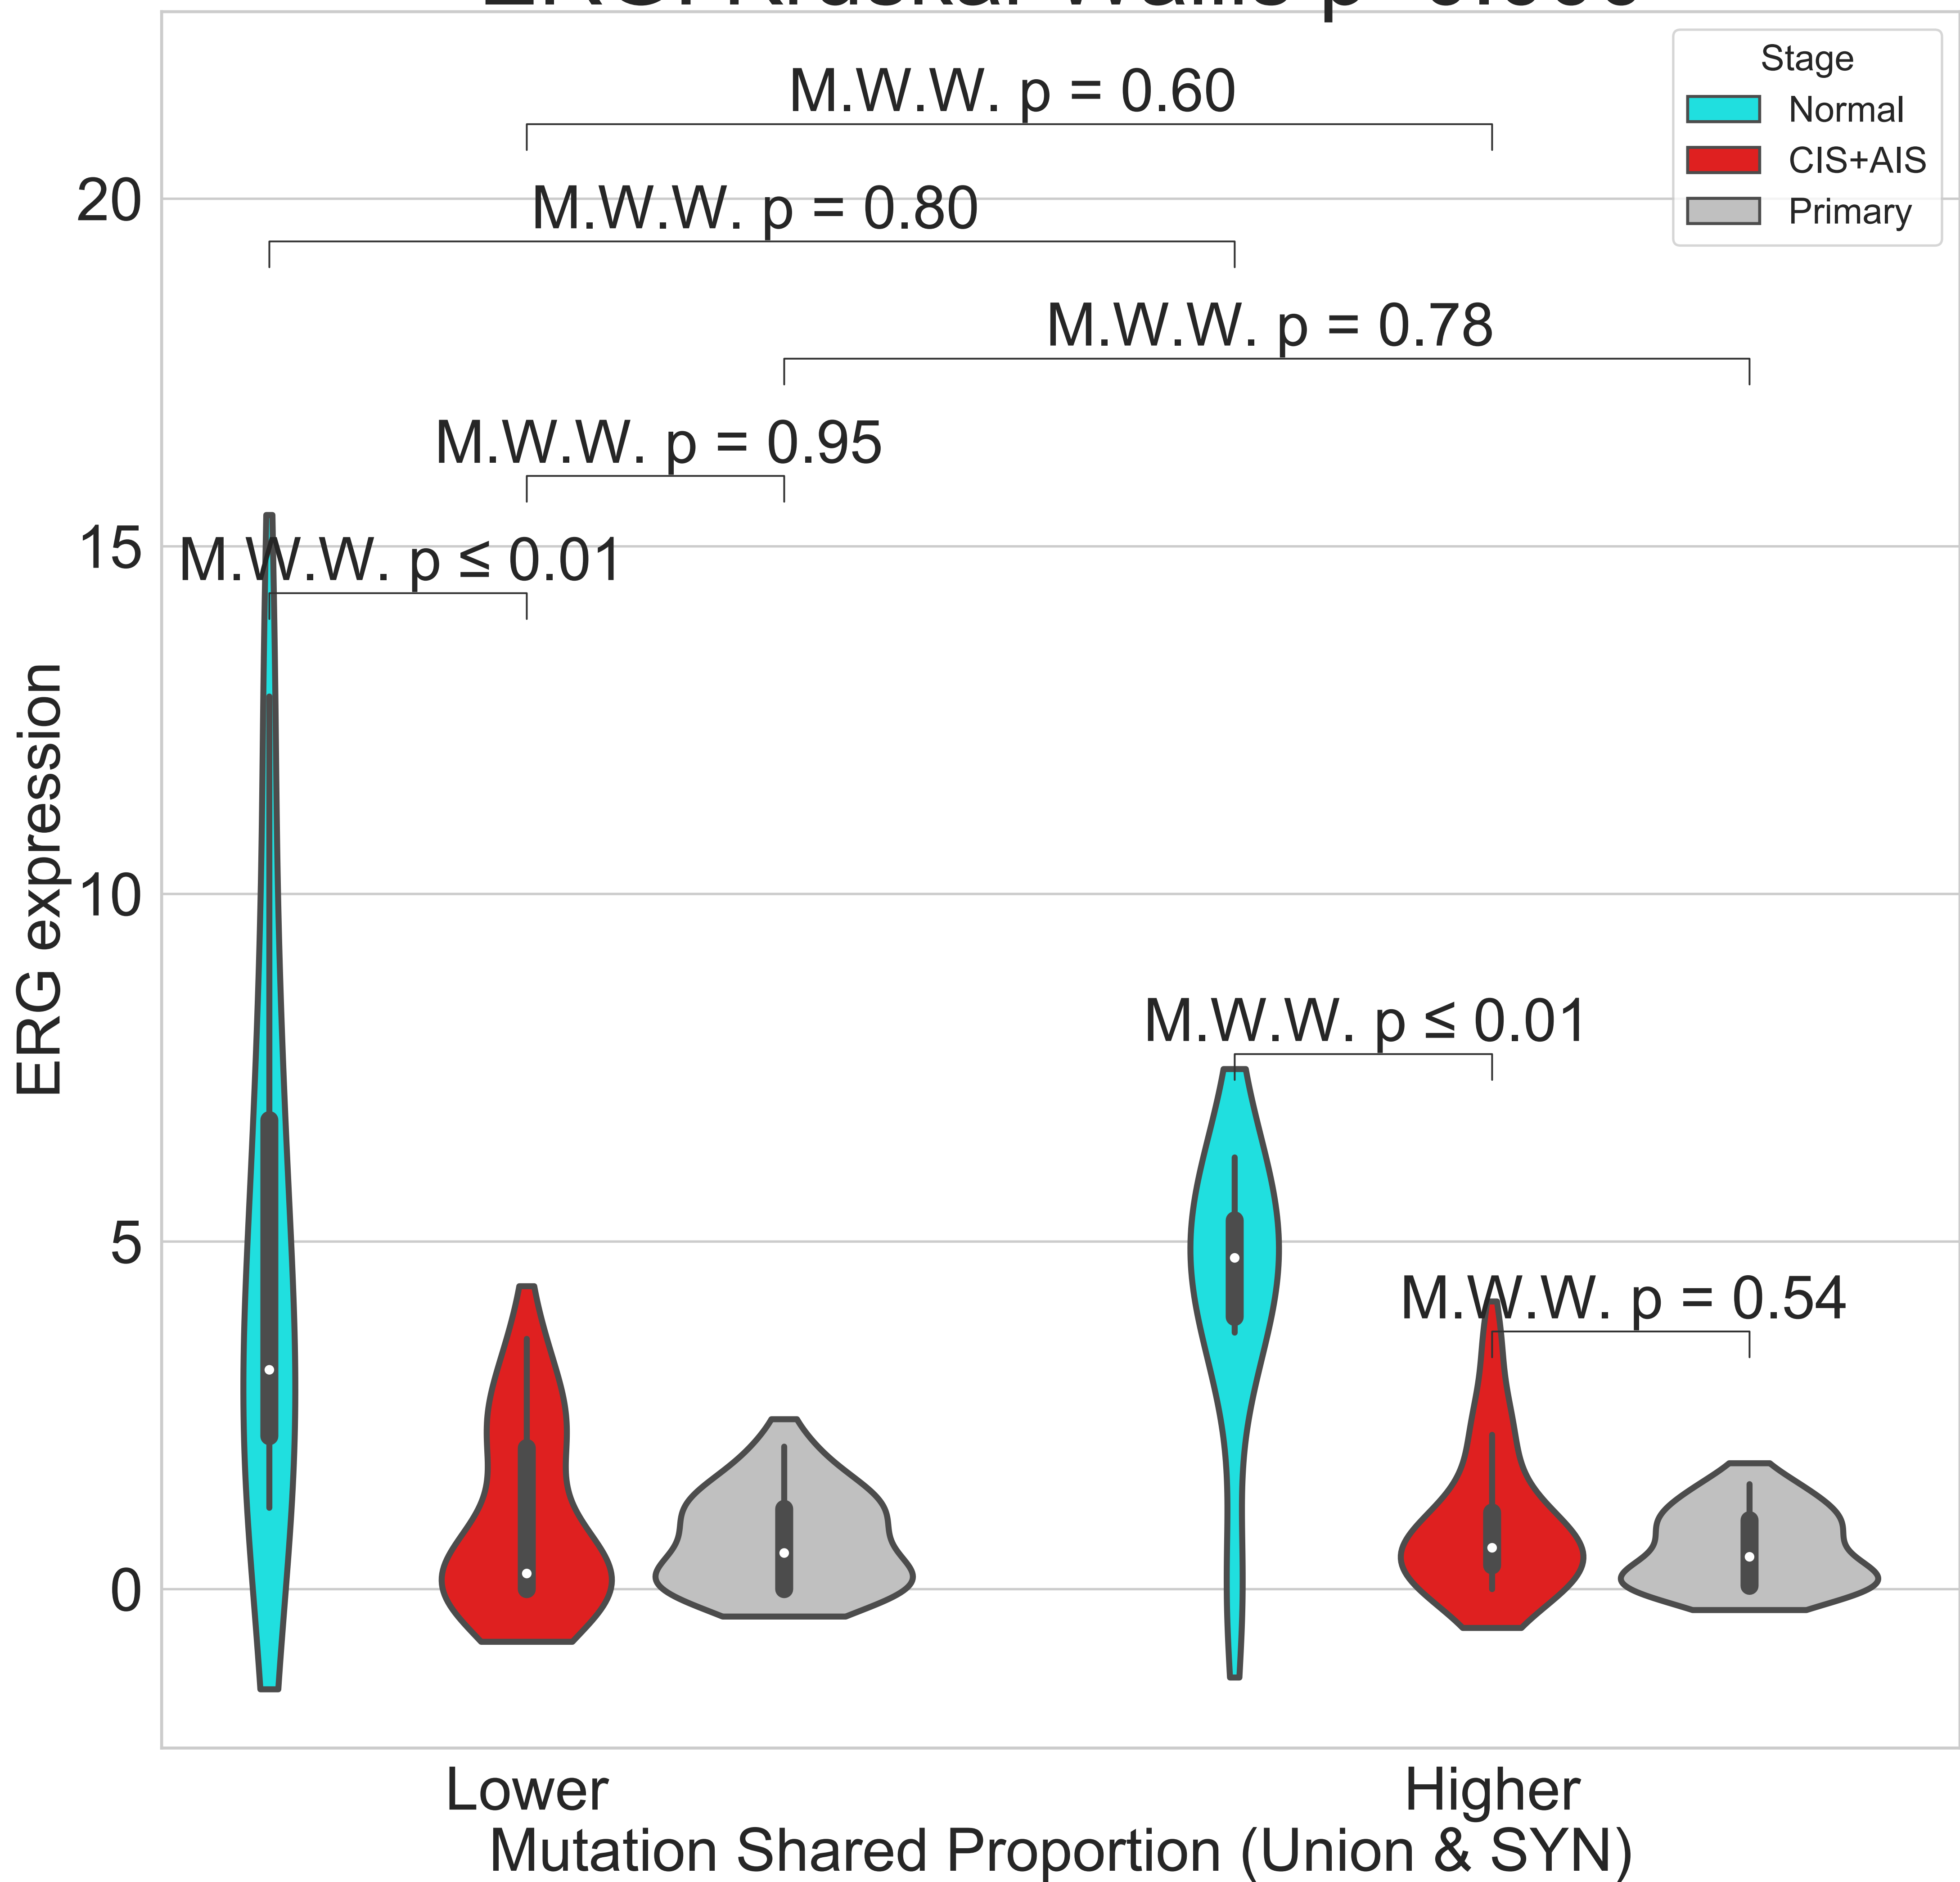 Stage
Normal
CIS+AIS
Primary
M.W.W. p = 0.60
M.W.W. p = 0.80
M.W.W. p = 0.78
M.W.W. p = 0.95
M.W.W. p ≤ 0.01
M.W.W. p ≤ 0.01
M.W.W. p = 0.54
20
15
10
5
0
ERG expression
Lower
Higher
Mutation Shared Proportion (Union & SYN)